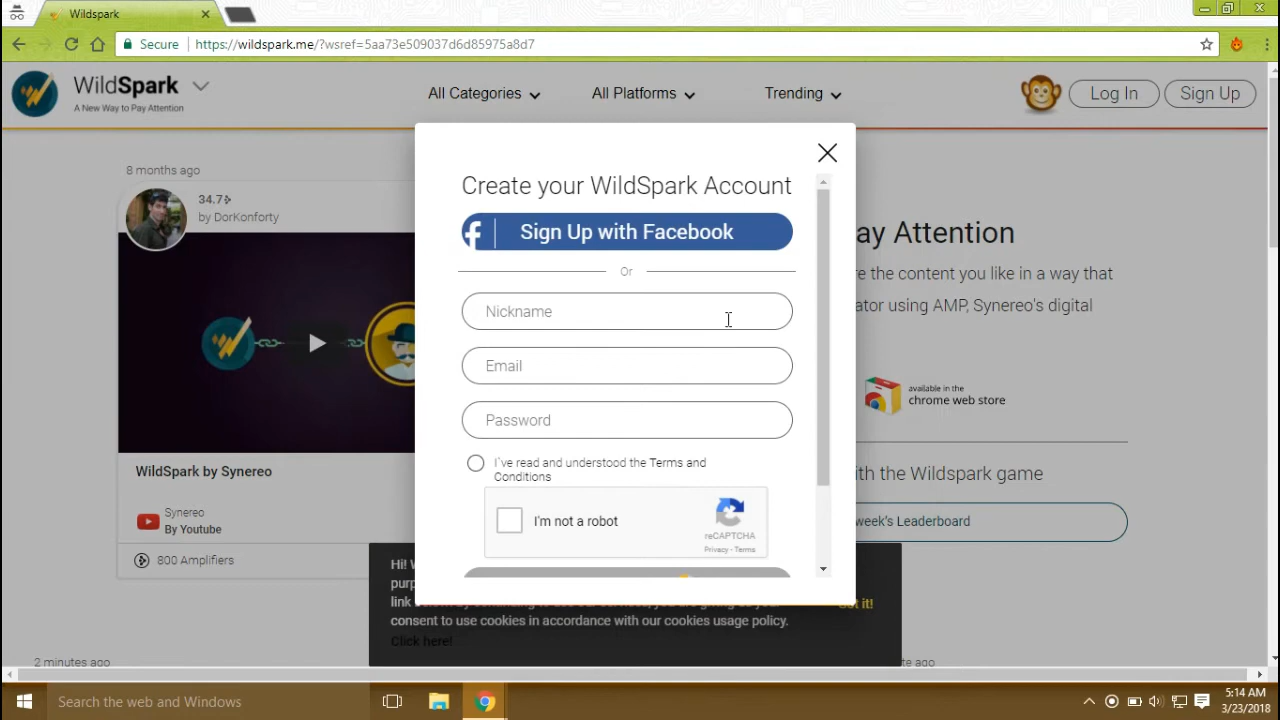 Wildspark
Secure
https://wildspark.me/?wsref=5aa73e509037d6d85975a8d7
WildSpark
A New Way to Pay Attention
All Categories
All Platforms
Trending
Log In
Sign Up
8 months ago
34.7
by DorKonforty
WildSpark by Synereo
Synereo
By Youtube
800 Amplifiers
2 minutes ago
Create your WildSpark Account
Sign Up with Facebook
Or
Nickname
Email
Password
I've read and understood the Terms and
Conditions
I'm not a robot
reCAPTCHA
Privacy - Terms
ay Attention
re the content you like in a way that
ator using AMP, Synereo's digital
available in the
chrome web store
ith the Wildspark game
week's Leaderboard
Hi!
consent to use cookies in accordance with our cookies usage policy.
Click here!
te ago
Search the web and Windows
5:14 AM
3/23/2018